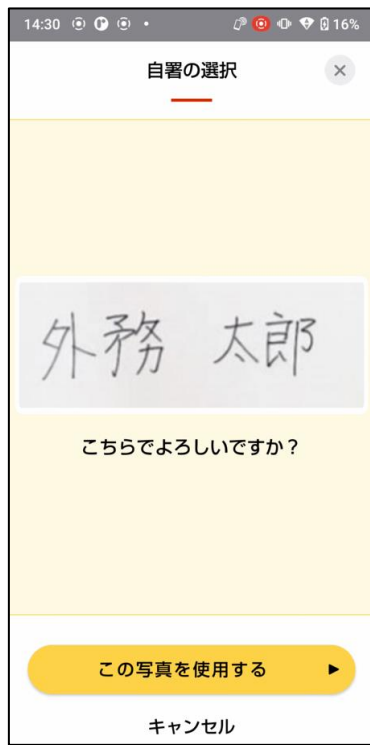 14:30
16%
自署の選択
×
外務 太郎
こちらでよろしいですか？
この写真を使用する ▶
キャンセル